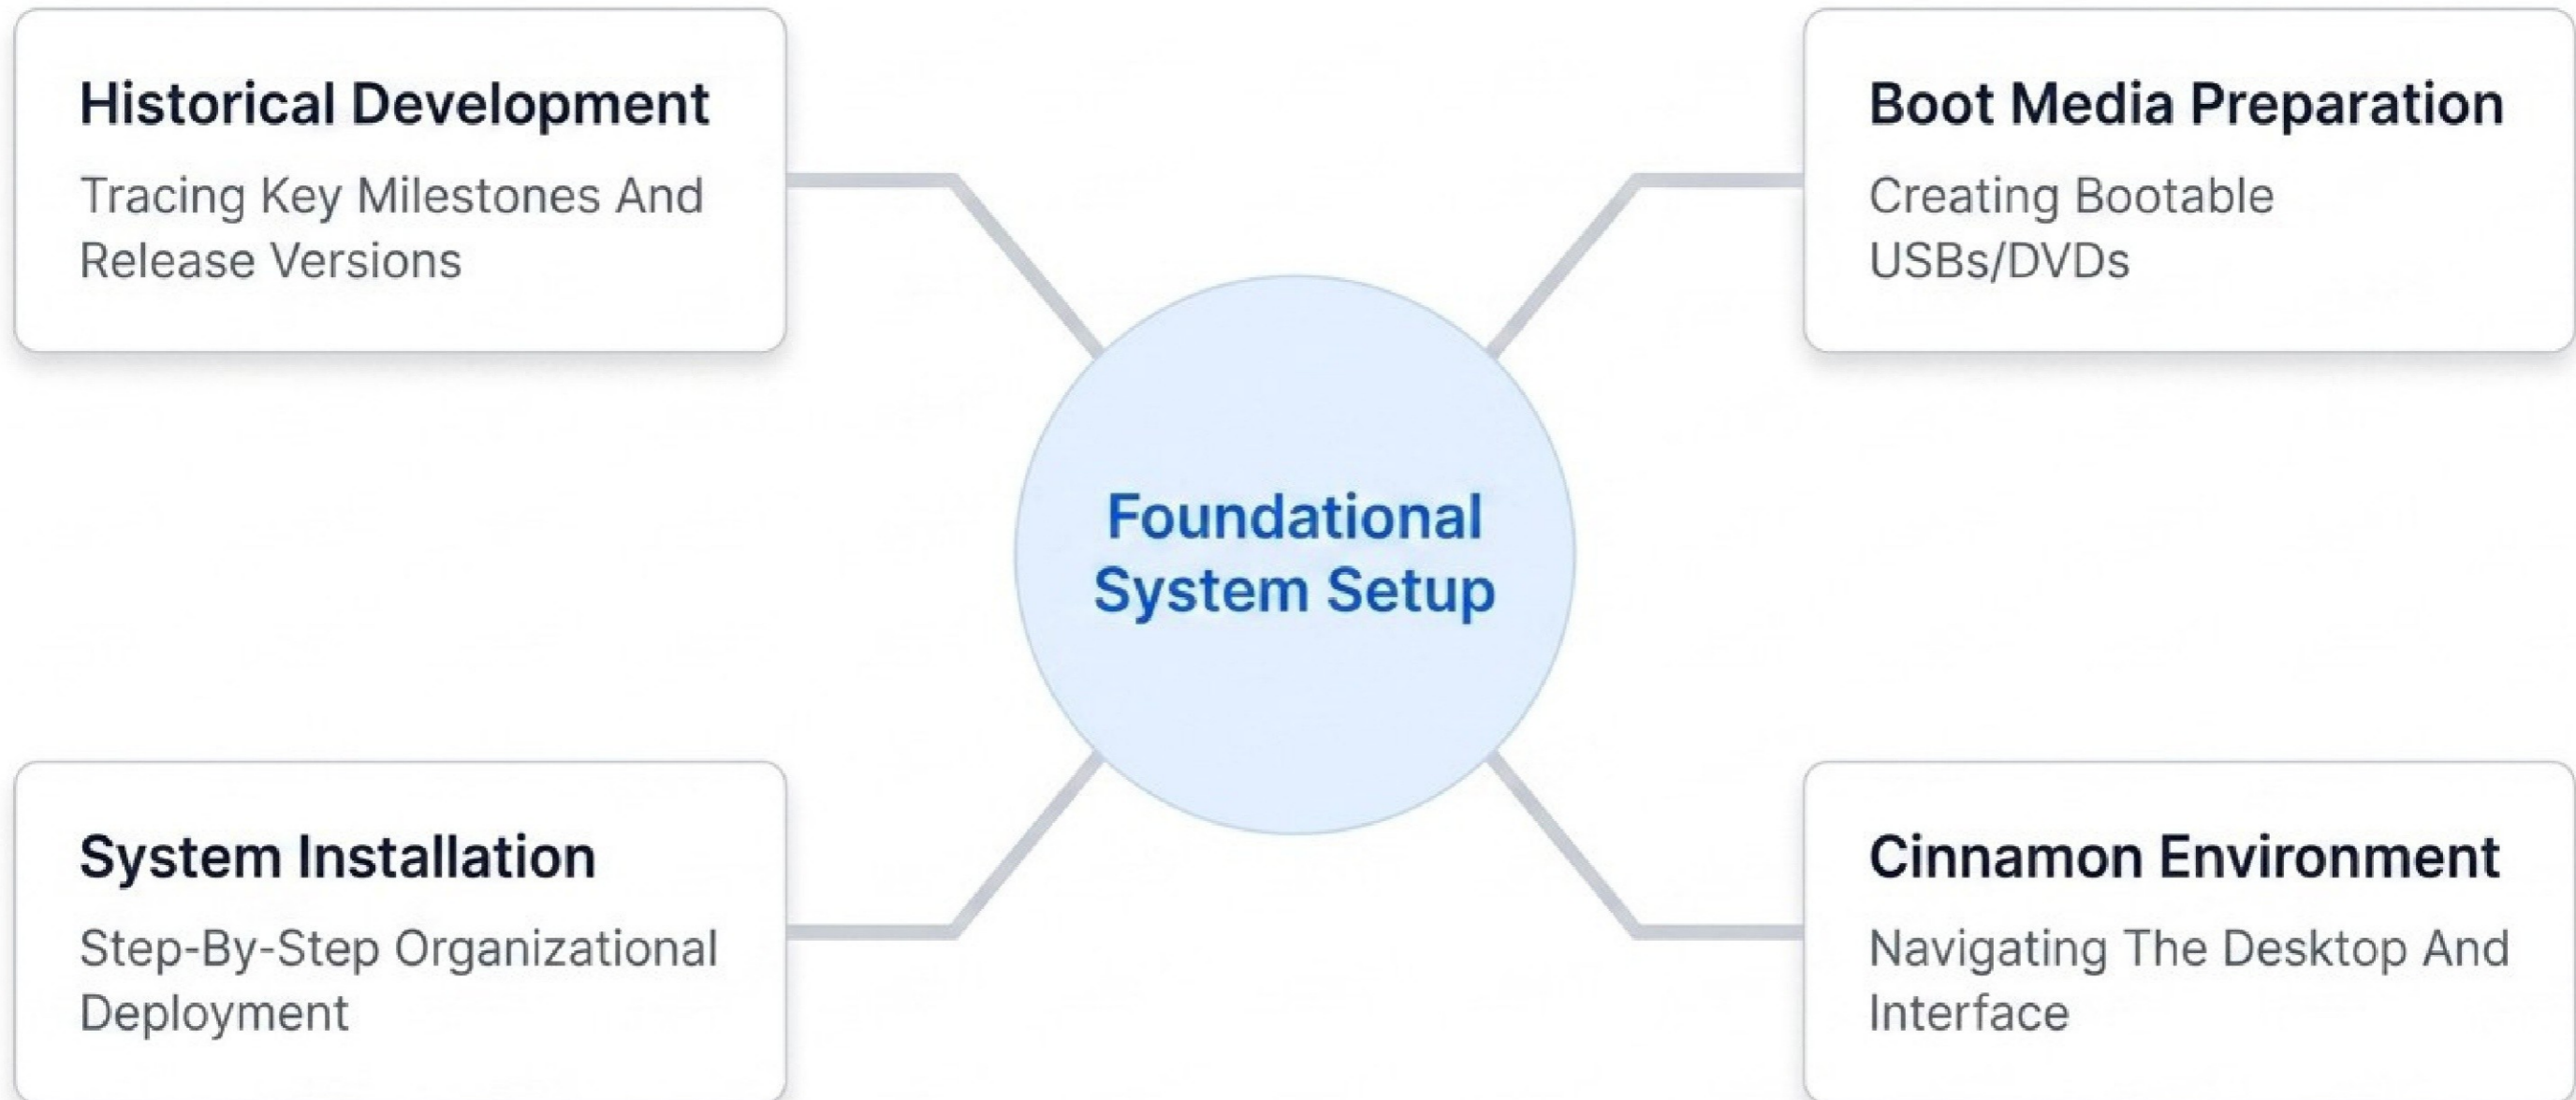 Historical Development
Tracing Key Milestones And
Release Versions
Boot Media Preparation
Creating Bootable
USBs/DVDs
Foundational
System Setup
System Installation
Step-By-Step Organizational
Deployment
Cinnamon Environment
Navigating The Desktop And
Interface